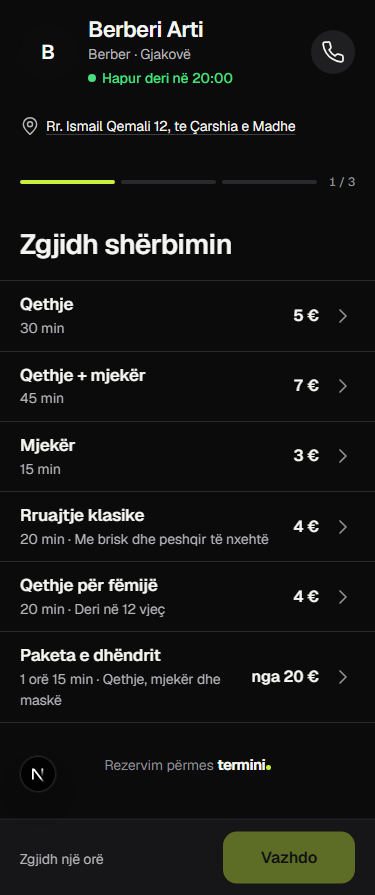 B
Berberi Arti
Berber · Gjakovë
Hapur deri në 20:00
Rr. Ismail Qemali 12, te Çarshia e Madhe
1 / 3
Zgjidh shërbimin
Qethje
30 min
5 €
Qethje + mjekër
45 min
7 €
Mjekër
15 min
3 €
Rruajtje klasike
20 min · Me brisk dhe peshqir të nxehtë
4 €
Qethje për fëmijë
20 min · Deri në 12 vjeç
4 €
Paketa e dhëndrit
1 orë 15 min · Qethje, mjekër dhe
maskë
nga 20 €
Rezervim përmes termini.
N
Zgjidh një orë
Vazhdo